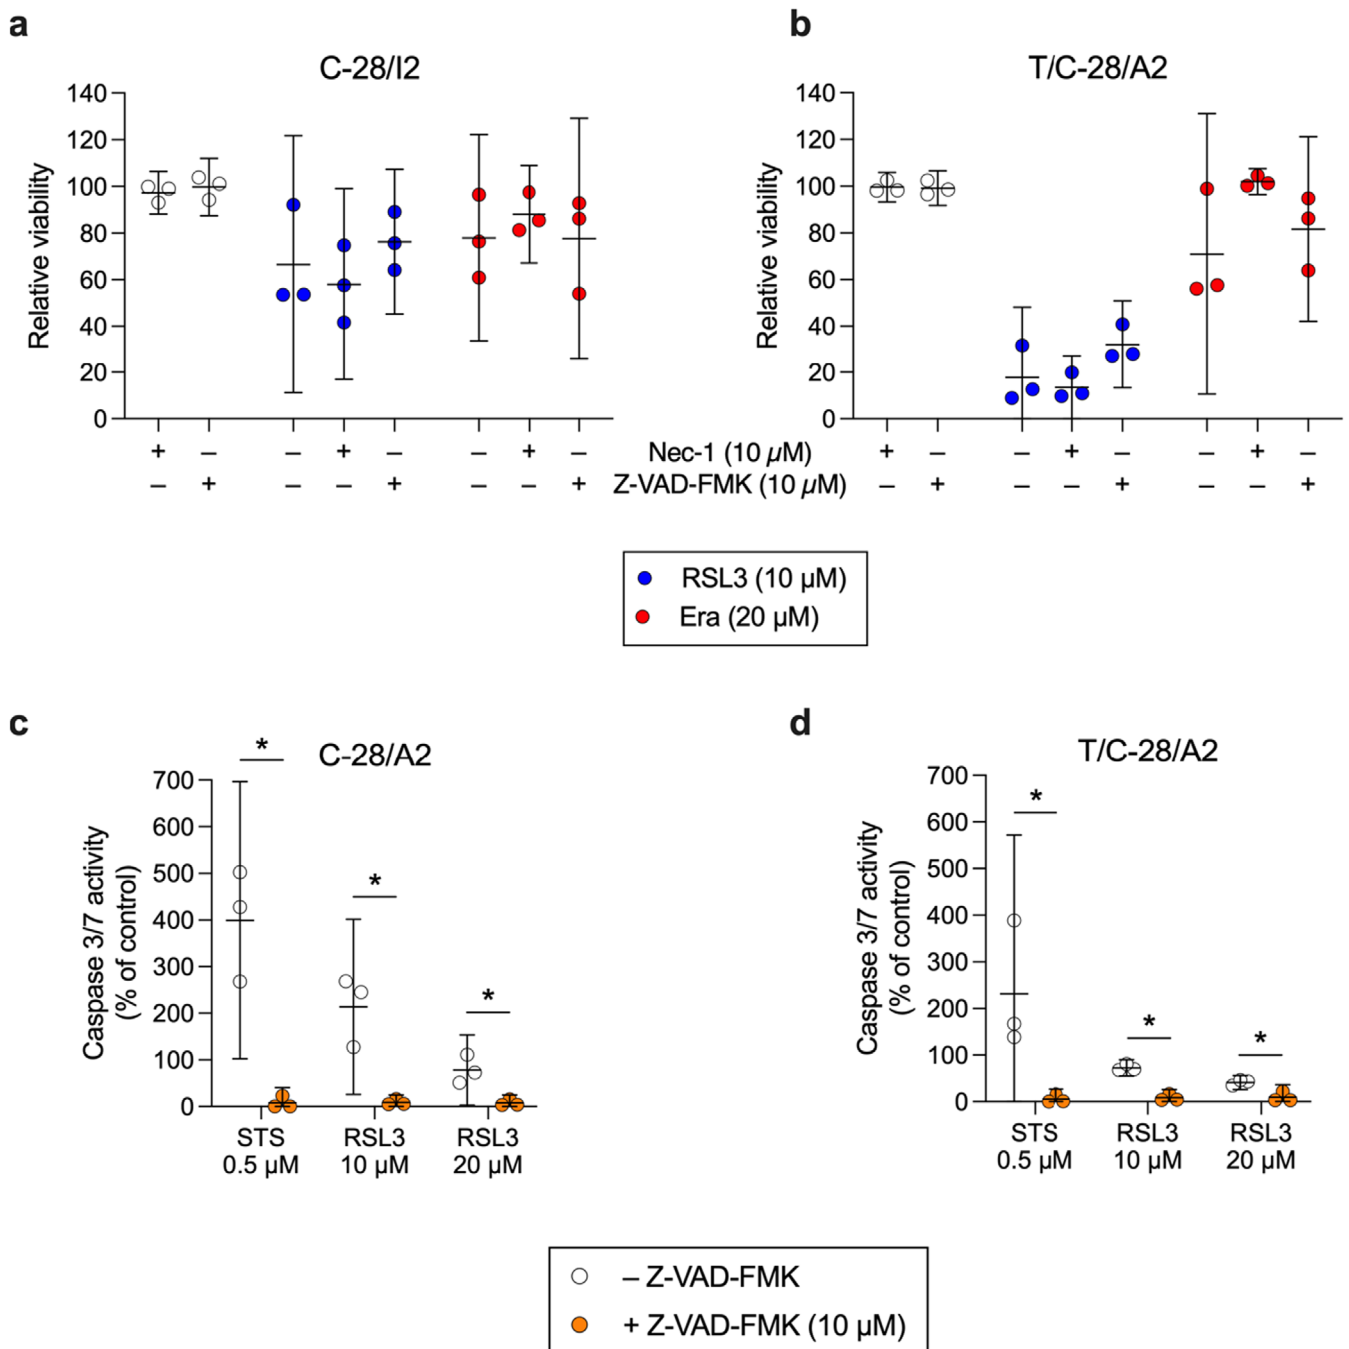 a
C-28/I2
Relative viability
140
120
100
80
60
40
20
0
b
T/C-28/A2
Relative viability
140
120
100
80
60
40
20
0
+ – – + – – + – Nec-1 (10 µM) + – – + – – + –
– + – – + – – + Z-VAD-FMK (10 µM) – + – – + – – +
RSL3 (10 µM)
Era (20 µM)
c
C-28/A2
Caspase 3/7 activity
(% of control)
700
600
500
400
300
200
100
0
*
*
*
STS RSL3 RSL3
0.5 µM 10 µM 20 µM
d
T/C-28/A2
Caspase 3/7 activity
(% of control)
700
600
500
400
300
200
100
0
*
*
*
STS RSL3 RSL3
0.5 µM 10 µM 20 µM
– Z-VAD-FMK
+ Z-VAD-FMK (10 µM)